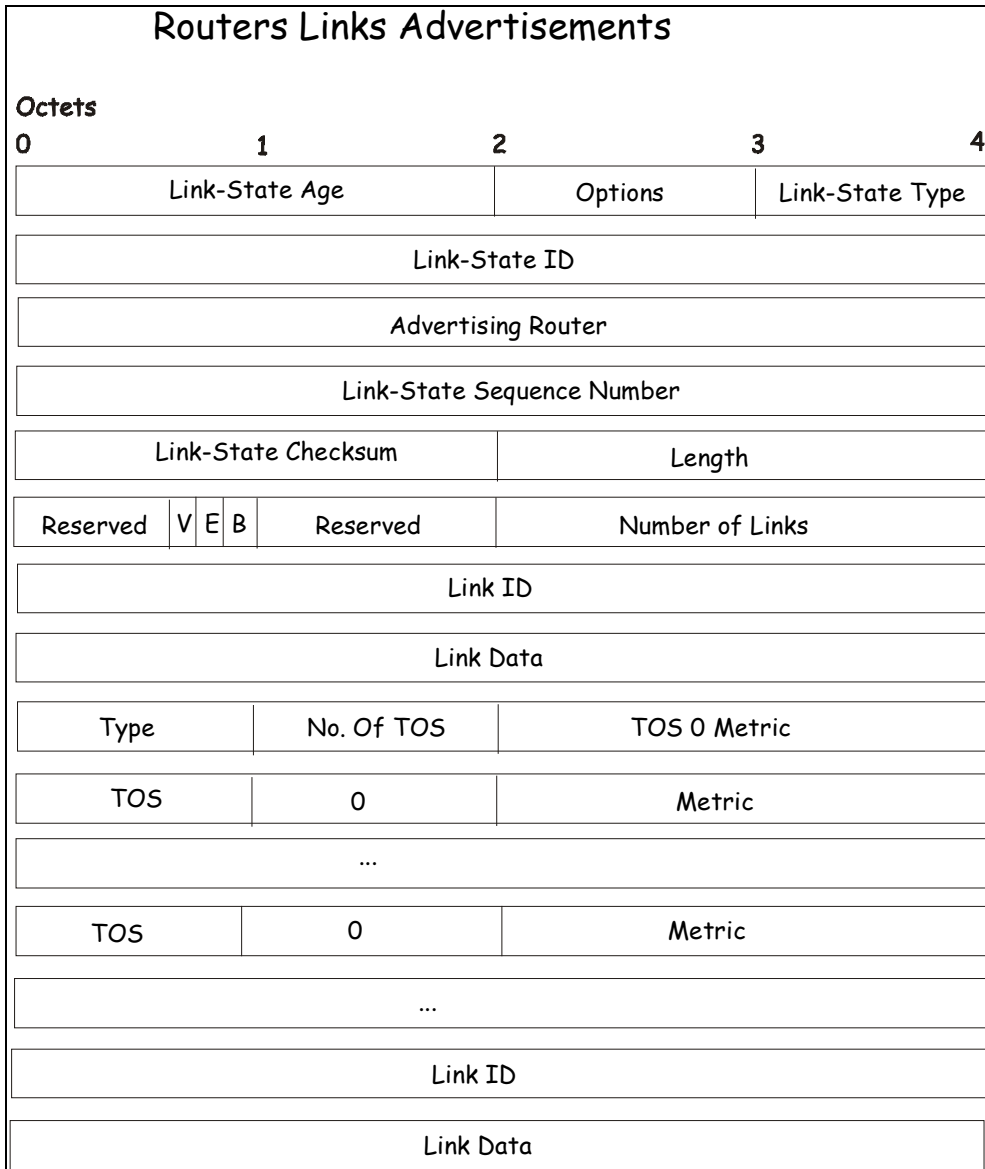 Routers Links Advertisements
Octets
0 1 2 3 4
Link-State Age Options Link-State Type
Link-State ID
Advertising Router
Link-State Sequence Number
Link-State Checksum Length
Reserved V E B Reserved Number of Links
Link ID
Link Data
Type No. Of TOS TOS 0 Metric
TOS 0 Metric
...
TOS 0 Metric
...
Link ID
Link Data